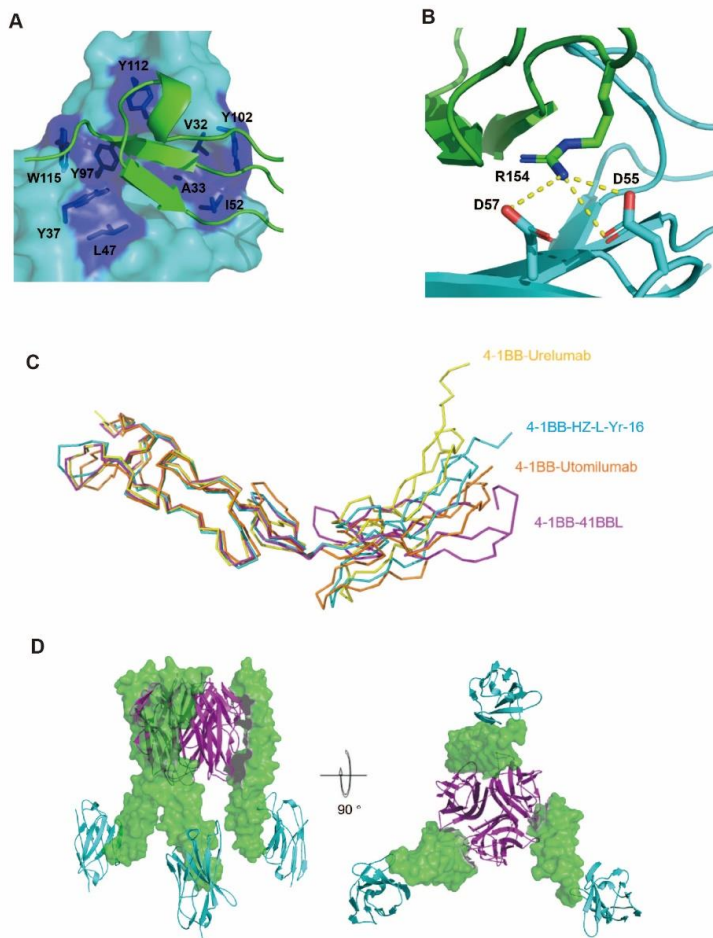 A
Y112
V32
Y102
W115
Y97
A33
I52
Y37
L47
B
R154
D57
D55
C
4-1BB-Urelumab
4-1BB-HZ-L-Yr-16
4-1BB-Utomilumab
4-1BB-41BBL
D
90 °